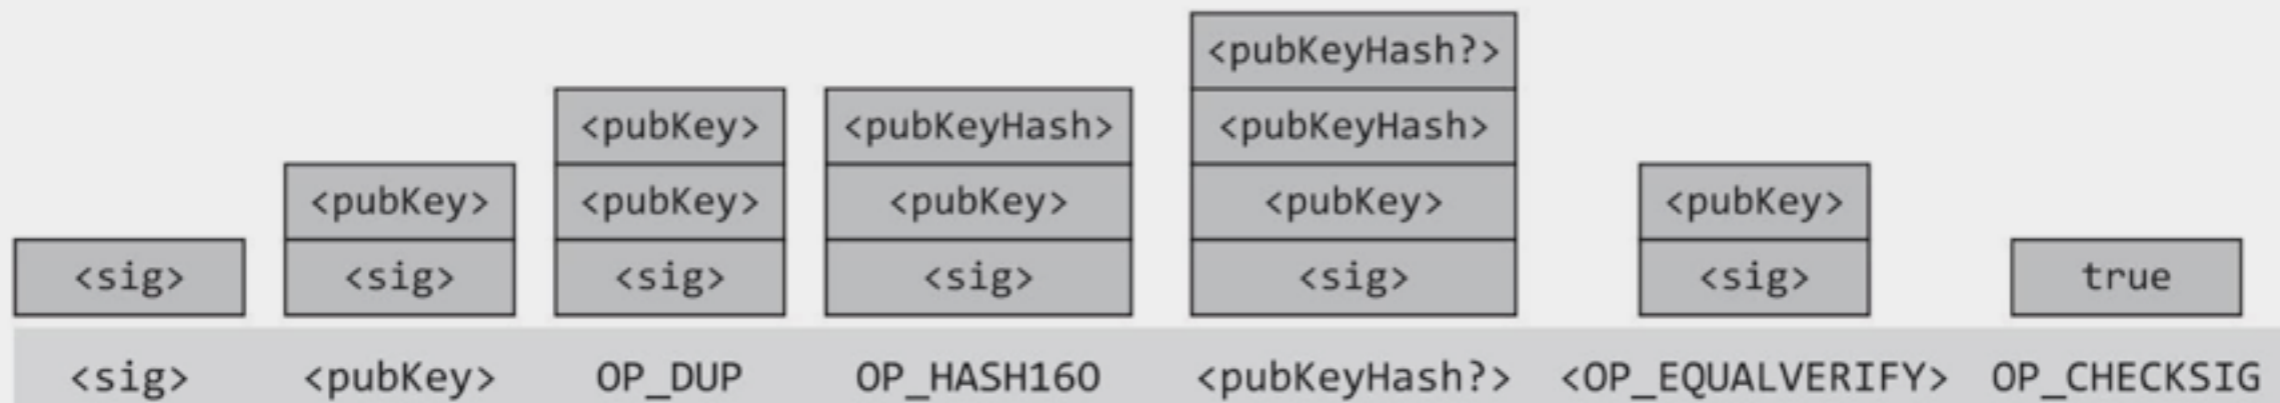 <pubKeyHash?>
<pubKey> <pubKeyHash> <pubKeyHash>
<pubKey> <pubKey> <pubKey> <pubKey> <pubKey>
<sig> <sig> <sig> <sig> <sig> <sig> true
<sig> <pubKey> OP_DUP OP_HASH160 <pubKeyHash?> <OP_EQUALVERIFY> OP_CHECKSIG